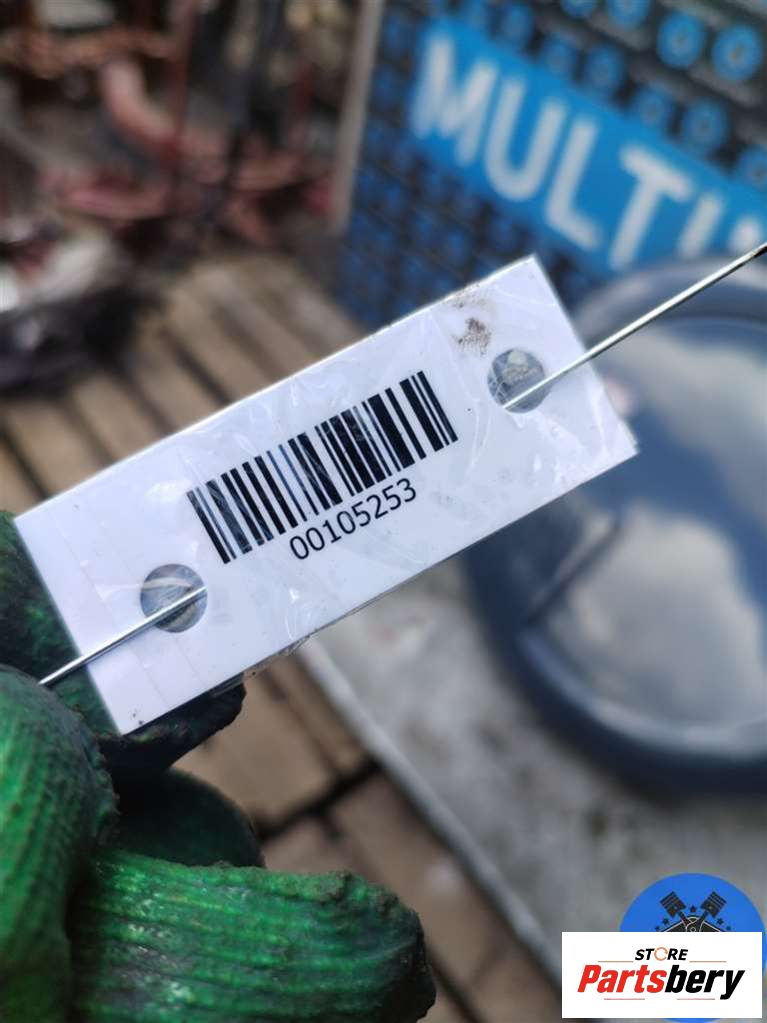 MULTI
00105253
STORE
Partsbery